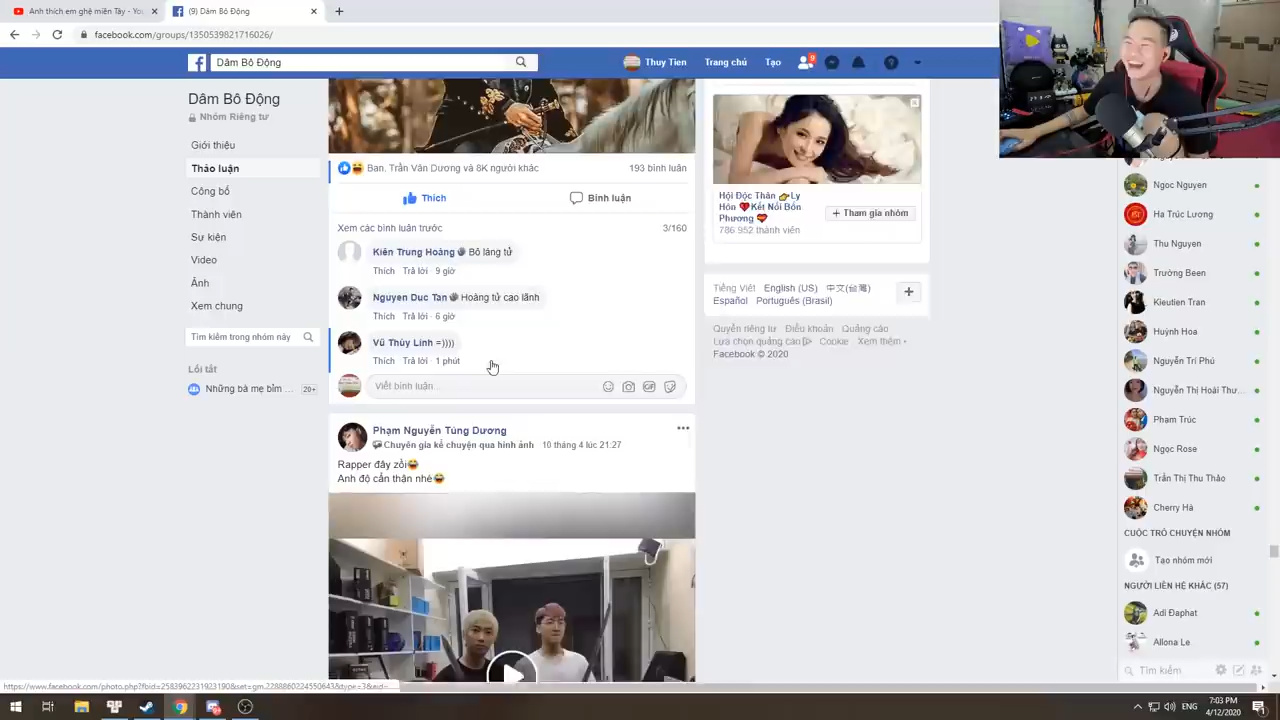 Anh thích em ghệ miền Tây - You
(9) Dâm Bô Động
facebook.com/groups/1350539821716026/
Dâm Bô Động
Thuy Tien
Trang chủ
Tạo
Dâm Bô Động
Nhóm Riêng tư
Giới thiệu
Thảo luận
Công bố
Thành viên
Sự kiện
Video
Ảnh
Xem chung
Tìm kiếm trong nhóm này
Lối tắt
Những bà mẹ bỉm ...
20+
Ban, Trần Văn Dương và 8K người khác
193 bình luận
Thích
Bình luận
Xem các bình luận trước
3/160
Kiên Trung Hoàng Bô lãng tử
Thích Trả lời 9 giờ
Nguyen Duc Tan Hoàng tử cao lãnh
Thích Trả lời 6 giờ
Vũ Thùy Linh =))))
Thích Trả lời 1 phút
Viết bình luận...
Phạm Nguyễn Tùng Dương
Chuyên gia kể chuyện qua hình ảnh 10 tháng 4 lúc 21:27
Rapper đây zồi
Anh độ cẩn thận nhé
Hội Độc Thân Ly
Hôn Kết Nối Bốn
Phương
+ Tham gia nhóm
786.952 thành viên
Tiếng Việt English (US) 中文(台灣)
Español Português (Brasil)
Quyền riêng tư Điều khoản Quảng cáo
Lựa chọn quảng cáo Cookie Xem thêm
Facebook © 2020
Ngoc Nguyen
Ha Trúc Lương
Thu Nguyen
Trường Been
Kieutien Tran
Huỳnh Hoa
Nguyễn Trí Phú
Nguyễn Thị Hoài Thư...
Phạm Trúc
Ngọc Rose
Trần Thị Thu Thảo
Cherry Hà
CUỘC TRÒ CHUYỆN NHÓM
Tạo nhóm mới
NGƯỜI LIÊN HỆ KHÁC (57)
Adi Đaphat
Allona Le
Tìm kiếm
ENG
7:03 PM
4/12/2020